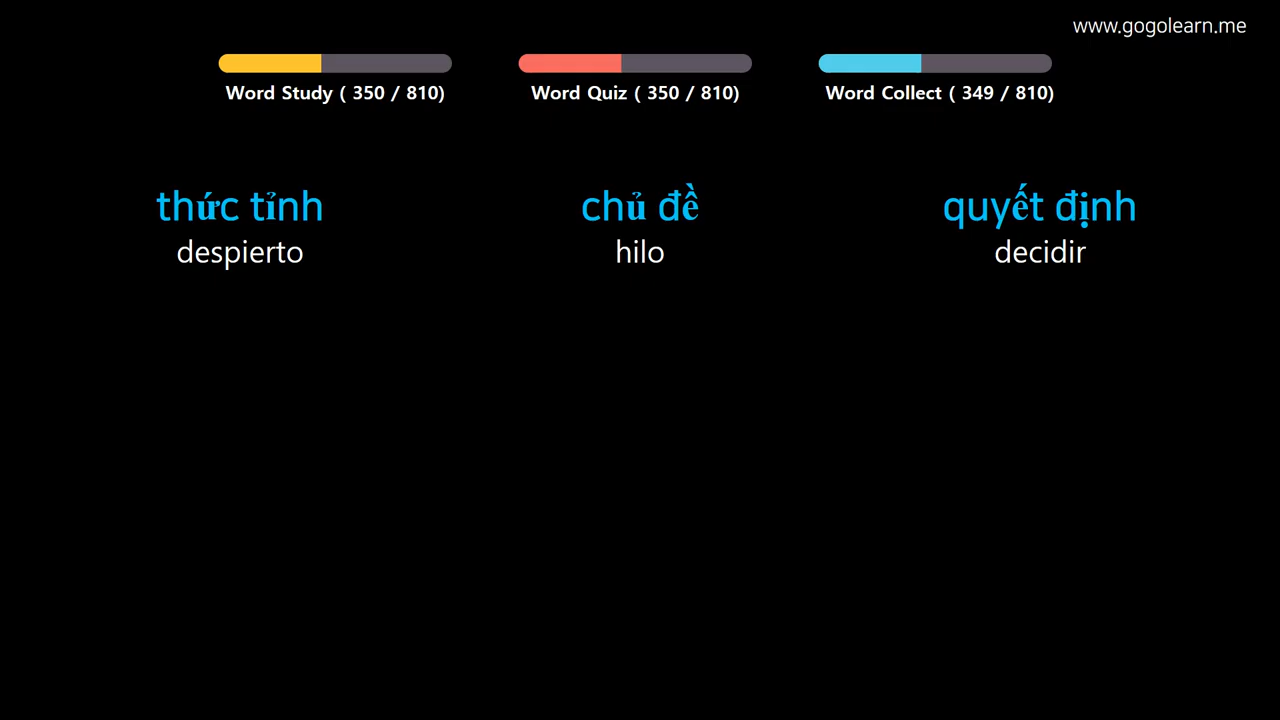 www.gogolearn.me
Word Study ( 350 / 810)
Word Quiz ( 350 / 810)
Word Collect ( 349 / 810)
thức tỉnh
despierto
chủ đề
hilo
quyết định
decidir